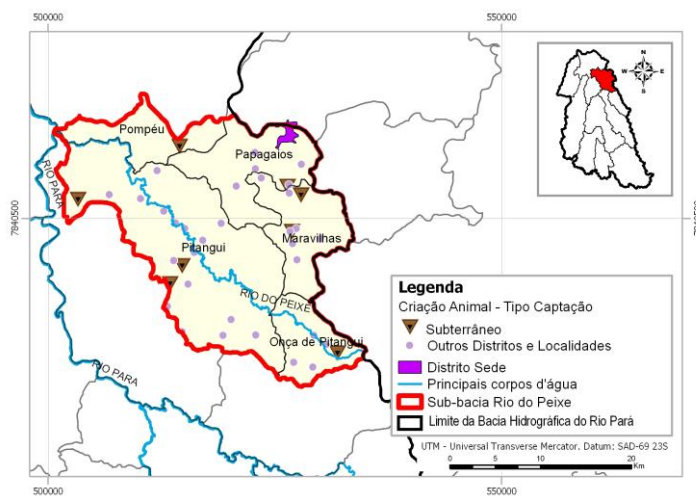 500000
550000
N
W
E
S
Pompéu
Papagaios
RIO PARÁ
7840500
7840500
Maravilhas
Pitangui
RIO DO PEIXE
Onça de Pitangui
RIO PARÁ
Legenda
Criação Animal - Tipo Captação
Subterrâneo
Outros Distritos e Localidades
Distrito Sede
Principais corpos d'água
Sub-bacia Rio do Peixe
Limite da Bacia Hidrográfica do Rio Pará
UTM - Universal Transverse Mercator. Datum: SAD-69 23S
0 5 10 20
Km
500000
550000